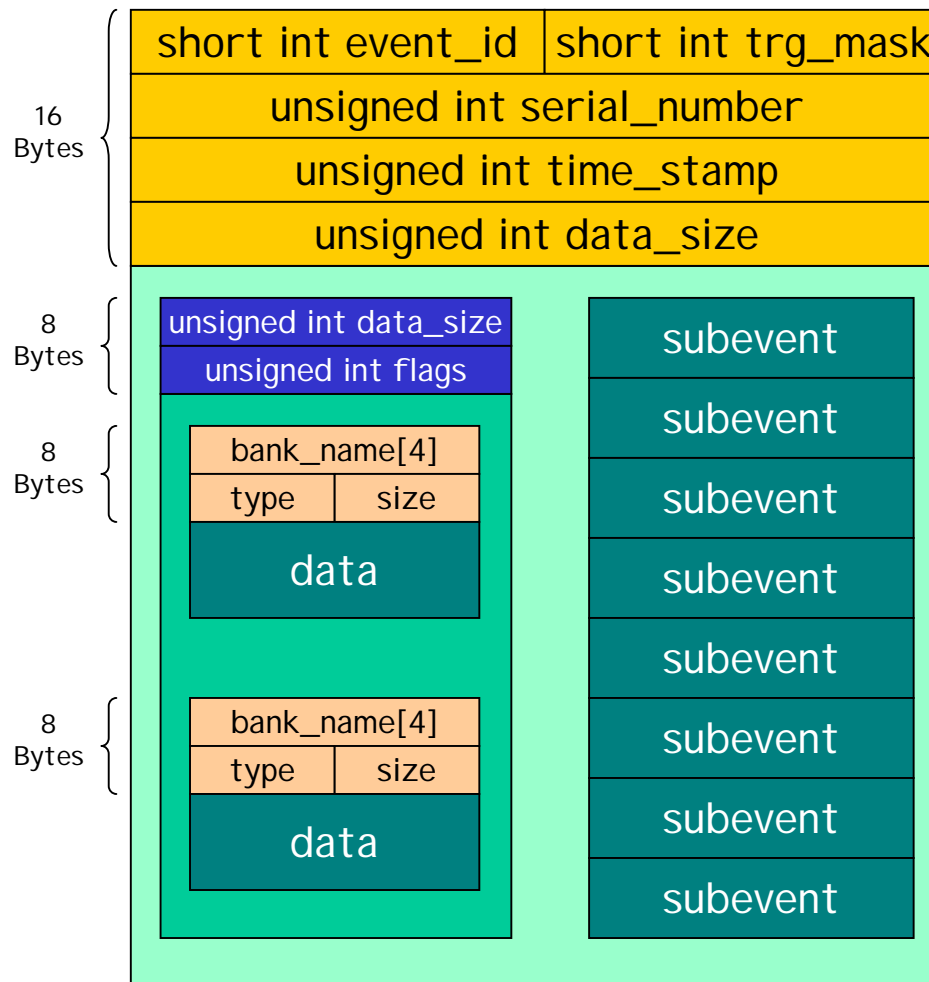 short int event_id short int trg_mask
16
Bytes
unsigned int serial_number
unsigned int time_stamp
unsigned int data_size
8
Bytes
unsigned int data_size
unsigned int flags
8
Bytes
bank_name[4]
type size
data
8
Bytes
bank_name[4]
type size
data
subevent
subevent
subevent
subevent
subevent
subevent
subevent
subevent